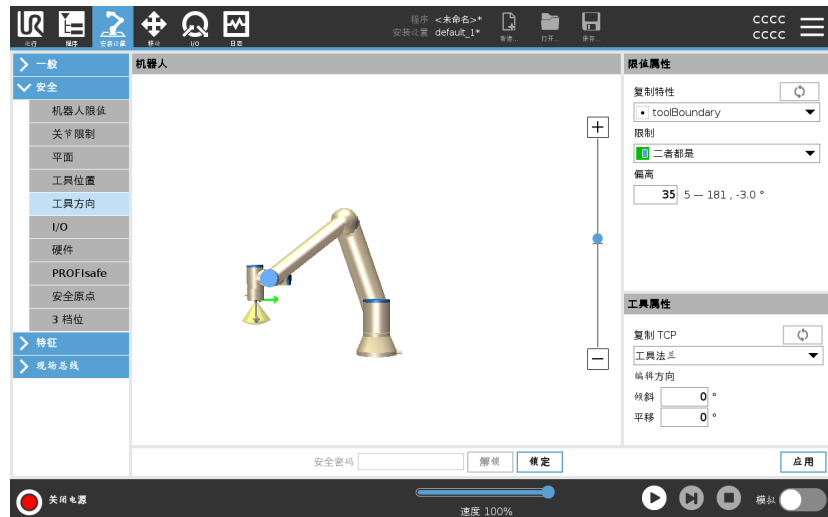 运行 程序 安装设置 移动 I/O 日志
程序 <未命名>*
安装设置 default_1*
新建... 打开... 保存...
CCCC
CCCC
一般
安全
机器人限值
关节限制
平面
工具位置
工具方向
I/O
硬件
PROFIsafe
安全原点
3 档位
特征
现场总线
机器人
限值属性
复制特性
toolBoundary
限制
二者都是
偏离
35 5 — 181 , -3.0 °
工具属性
复制 TCP
工具法兰
编辑方向
倾斜 0 °
平移 0 °
安全密码 解锁 锁定
应用
关闭电源
速度 100%
模拟